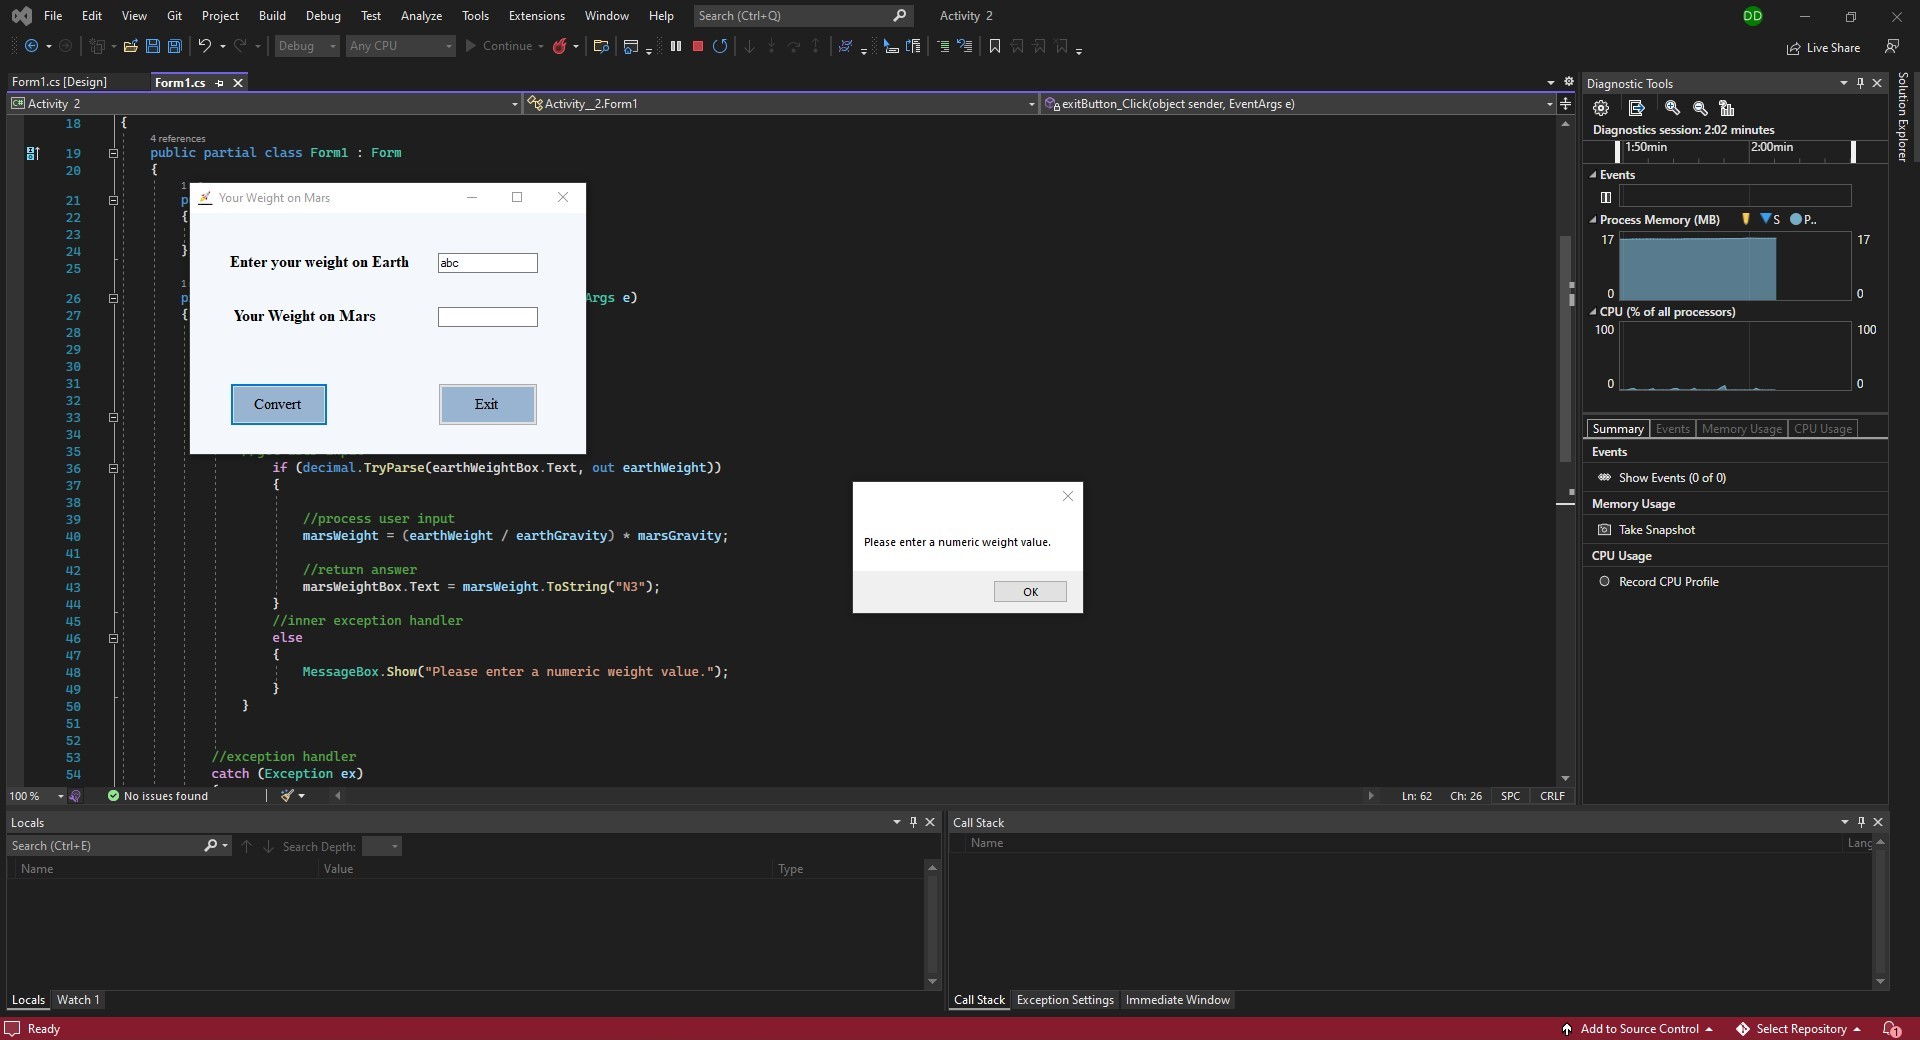 File Edit View Git Project Build Debug Test Analyze Tools Extensions Window Help Search (Ctrl+Q) Activity 2 DD
Debug Any CPU Continue Live Share
Form1.cs [Design] Form1.cs
Activity 2 Activity__2.Form1 exitButton_Click(object sender, EventArgs e)
18 {
4 references
19 public partial class Form1 : Form
20 {
21
22 {
23
24 }
25
26 Args e)
27 {
28
29
30
31
32
33
34
35
36 if (decimal.TryParse(earthWeightBox.Text, out earthWeight))
37 {
38
39 //process user input
40 marsWeight = (earthWeight / earthGravity) * marsGravity;
41
42 //return answer
43 marsWeightBox.Text = marsWeight.ToString("N3");
44 }
45 //inner exception handler
46 else
47 {
48 MessageBox.Show("Please enter a numeric weight value.");
49 }
50 }
51
52
53 //exception handler
54 catch (Exception ex)
Your Weight on Mars
Enter your weight on Earth abc
Your Weight on Mars
Convert Exit
Please enter a numeric weight value.
OK
100 % No issues found Ln: 62 Ch: 26 SPC CRLF
Diagnostic Tools
Diagnostics session: 2:02 minutes
1:50min 2:00min
Events
Process Memory (MB) S P..
17 17
0 0
CPU (% of all processors)
100 100
0 0
Summary Events Memory Usage CPU Usage
Events
Show Events (0 of 0)
Memory Usage
Take Snapshot
CPU Usage
Record CPU Profile
Solution Explorer
Locals
Search (Ctrl+E) Search Depth:
Name Value Type
Locals Watch 1
Call Stack
Name Lang
Call Stack Exception Settings Immediate Window
Ready Add to Source Control Select Repository 1